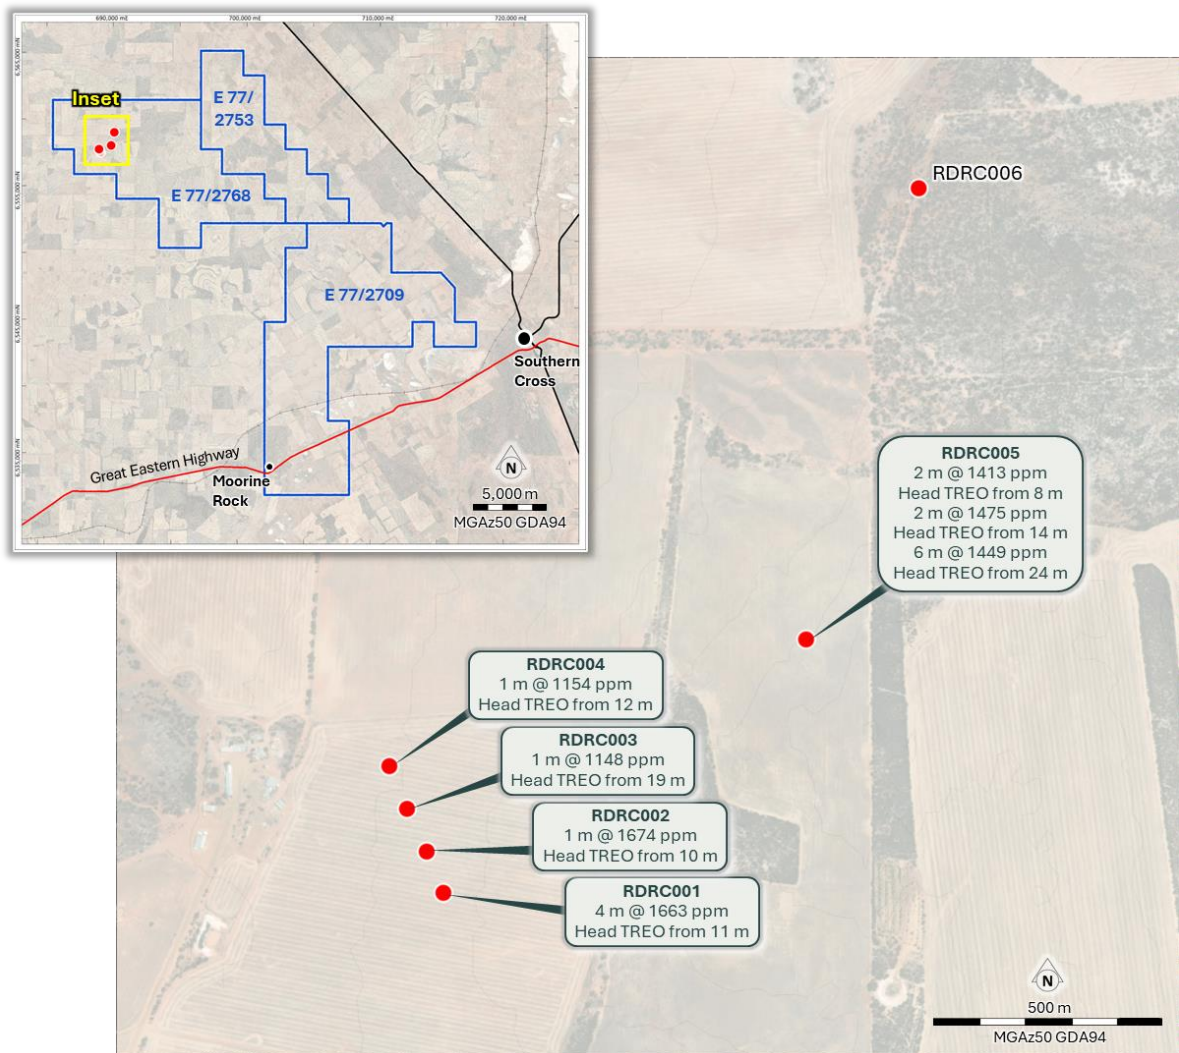 690,000 mE
700,000 mE
710,000 mE
720,000 mE
6,565,000 mN
6,555,000 mN
6,545,000 mN
6,535,000 mN
Inset
E 77/
2753
E 77/2768
E 77/2709
Southern
Cross
Great Eastern Highway
Moorine
Rock
N
5,000 m
MGAz50 GDA94
RDRC006
RDRC005
2 m @ 1413 ppm
Head TREO from 8 m
2 m @ 1475 ppm
Head TREO from 14 m
6 m @ 1449 ppm
Head TREO from 24 m
RDRC004
1 m @ 1154 ppm
Head TREO from 12 m
RDRC003
1 m @ 1148 ppm
Head TREO from 19 m
RDRC002
1 m @ 1674 ppm
Head TREO from 10 m
RDRC001
4 m @ 1663 ppm
Head TREO from 11 m
N
500 m
MGAz50 GDA94